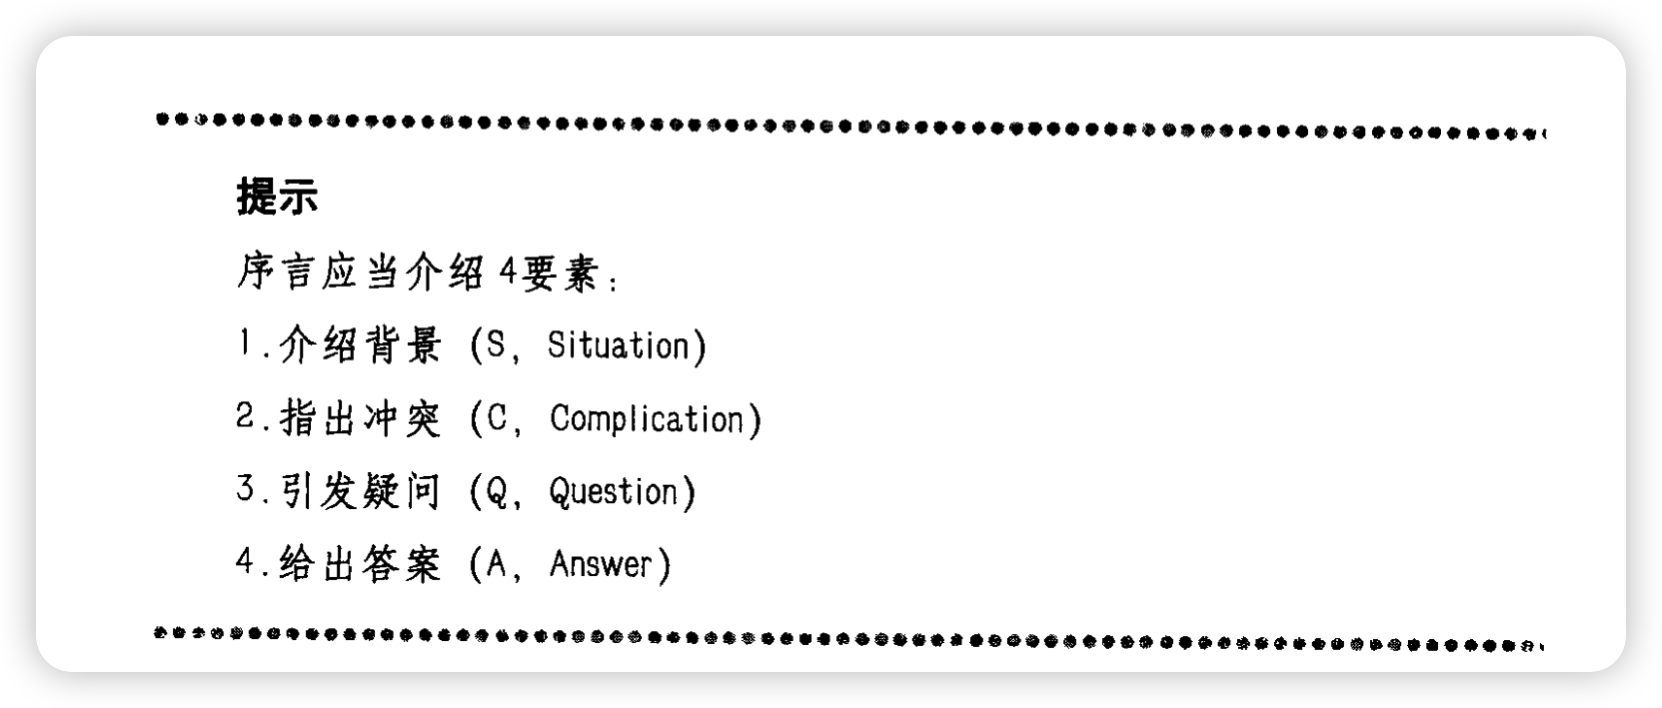 提示
序言应当介绍 4要素：
1.介绍背景（S，Situation）
2.指出冲突（C，Complication）
3.引发疑问（Q，Question）
4.给出答案（A，Answer）